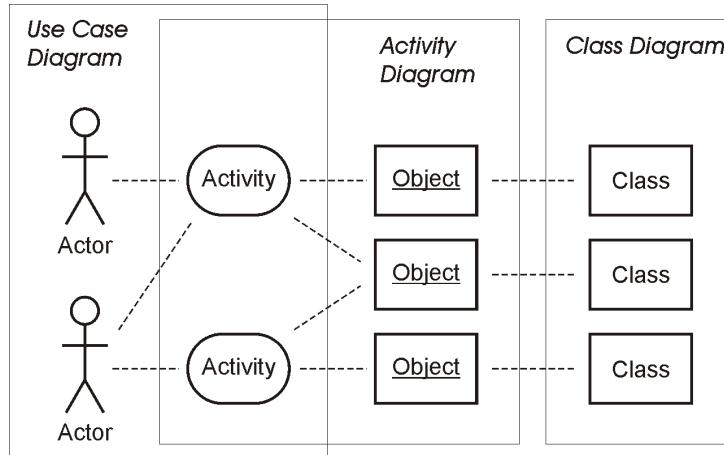 Use Case
Diagram
Activity
Diagram
Class Diagram
Activity
Object
Class
Actor
Object
Class
Activity
Object
Class
Actor